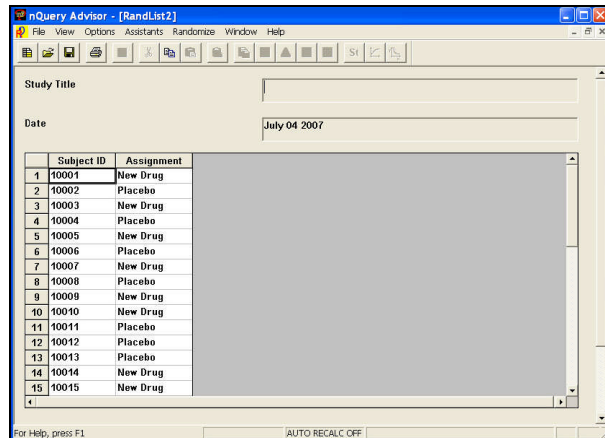 nQuery Advisor - [RandList2]
File View Options Assistants Randomize Window Help
St
Study Title
Date July 04 2007
Subject ID Assignment
1 10001 New Drug
2 10002 Placebo
3 10003 New Drug
4 10004 Placebo
5 10005 New Drug
6 10006 Placebo
7 10007 New Drug
8 10008 Placebo
9 10009 New Drug
10 10010 New Drug
11 10011 Placebo
12 10012 Placebo
13 10013 Placebo
14 10014 New Drug
15 10015 New Drug
For Help, press F1 AUTO RECALC OFF